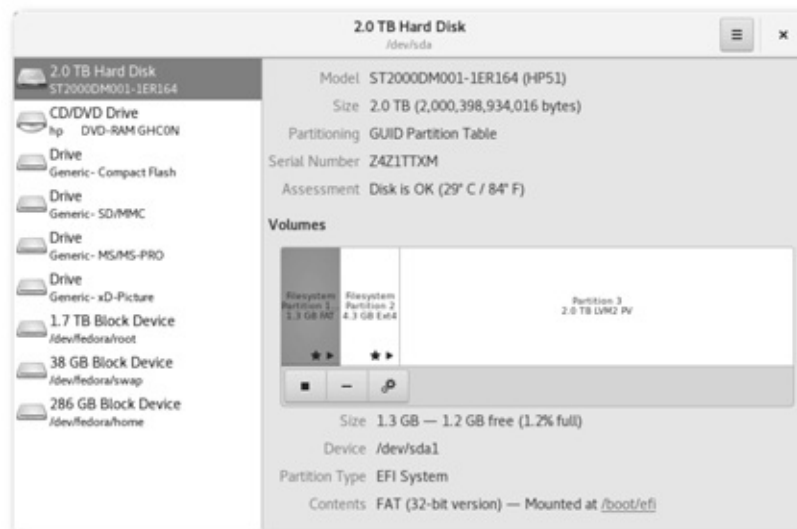 2.0 TB Hard Disk
/dev/sda
2.0 TB Hard Disk
ST2000DM001-1ER164
CD/DVD Drive
hp DVD-RAM GHC0N
Drive
Generic- Compact Flash
Drive
Generic- SD/MMC
Drive
Generic- MS/MS-PRO
Drive
Generic- xD-Picture
1.7 TB Block Device
/dev/fedora/root
38 GB Block Device
/dev/fedora/swap
286 GB Block Device
/dev/fedora/home
Model ST2000DM001-1ER164 (HP51)
Size 2.0 TB (2,000,398,934,016 bytes)
Partitioning GUID Partition Table
Serial Number Z4Z1TTXM
Assessment Disk is OK (29° C / 84° F)
Volumes
Filesystem
Partition 1...
1.3 GB FAT
Filesystem
Partition 2
4.3 GB Ext4
Partition 3
2.0 TB LVM2 PV
Size 1.3 GB — 1.2 GB free (1.2% full)
Device /dev/sda1
Partition Type EFI System
Contents FAT (32-bit version) — Mounted at /boot/efi